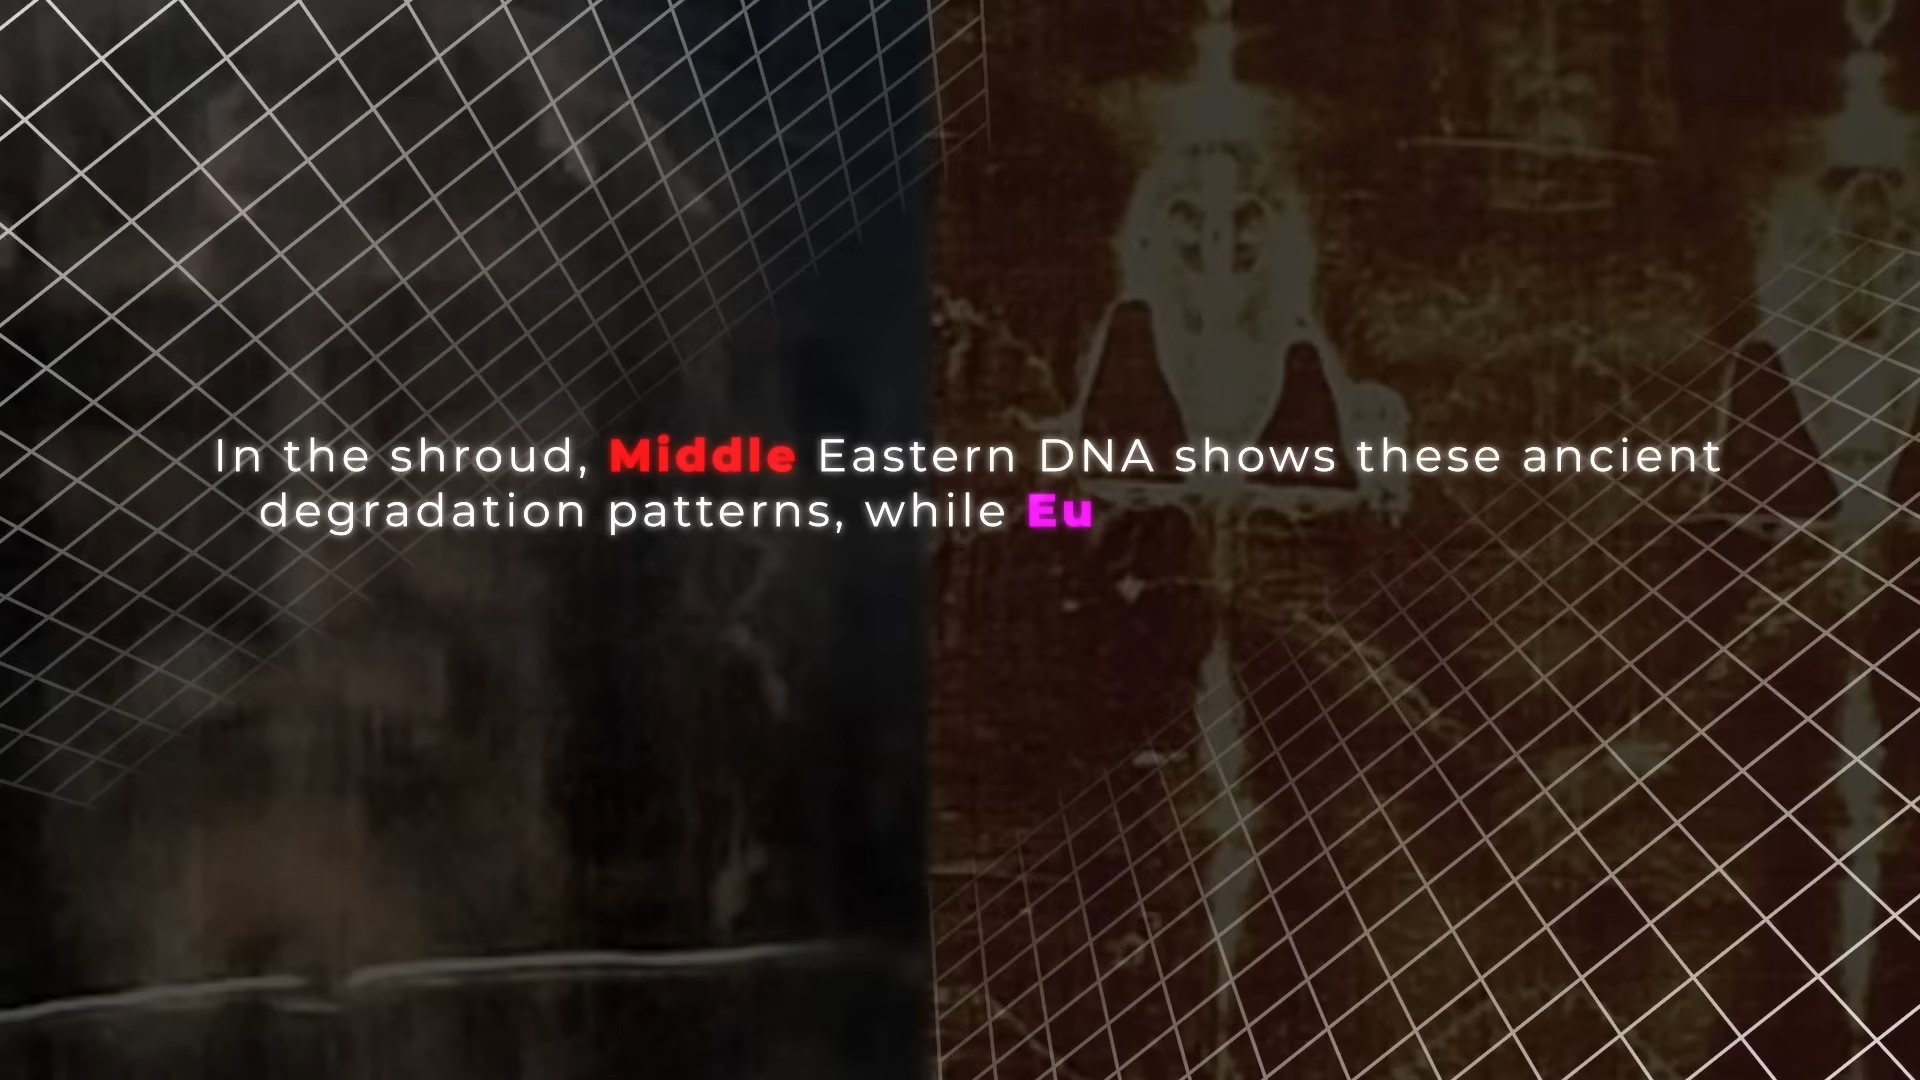 In the shroud, Middle Eastern DNA shows these ancient
degradation patterns, while Eu